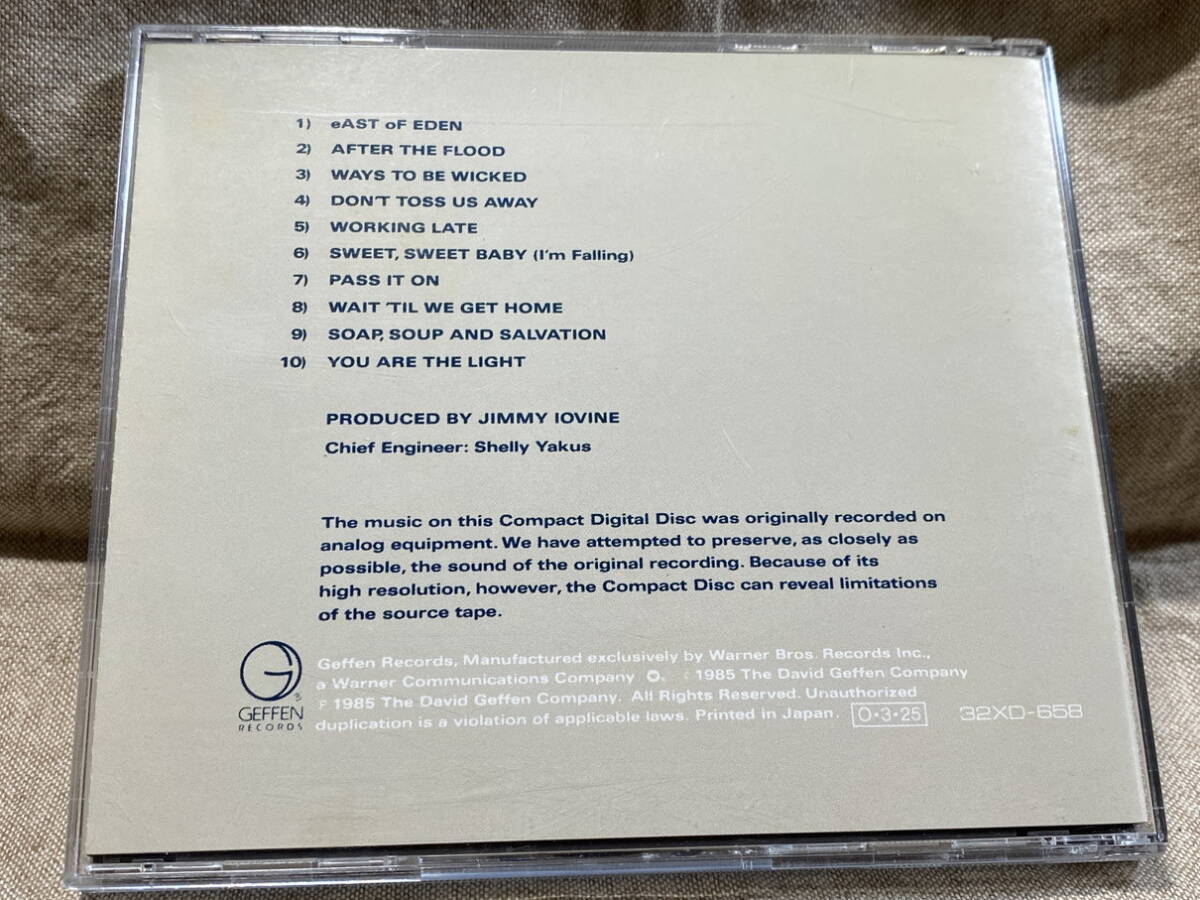 1) eAST oF EDEN
2) AFTER THE FLOOD
3) WAYS TO BE WICKED
4) DON'T TOSS US AWAY
5) WORKING LATE
6) SWEET, SWEET BABY (I'm Falling)
7) PASS IT ON
8) WAIT 'TIL WE GET HOME
9) SOAP, SOUP AND SALVATION
10) YOU ARE THE LIGHT
PRODUCED BY JIMMY IOVINE
Chief Engineer: Shelly Yakus
The music on this Compact Digital Disc was originally recorded on
analog equipment. We have attempted to preserve, as closely as
possible, the sound of the original recording. Because of its
high resolution, however, the Compact Disc can reveal limitations
of the source tape.
GEFFEN
RECORDS
Geffen Records, Manufactured exclusively by Warner Bros. Records Inc.,
a Warner Communications Company 1985 The David Geffen Company
℗ 1985 The David Geffen Company. All Rights Reserved. Unauthorized
duplication is a violation of applicable laws. Printed in Japan. O・3・25 32XD-658